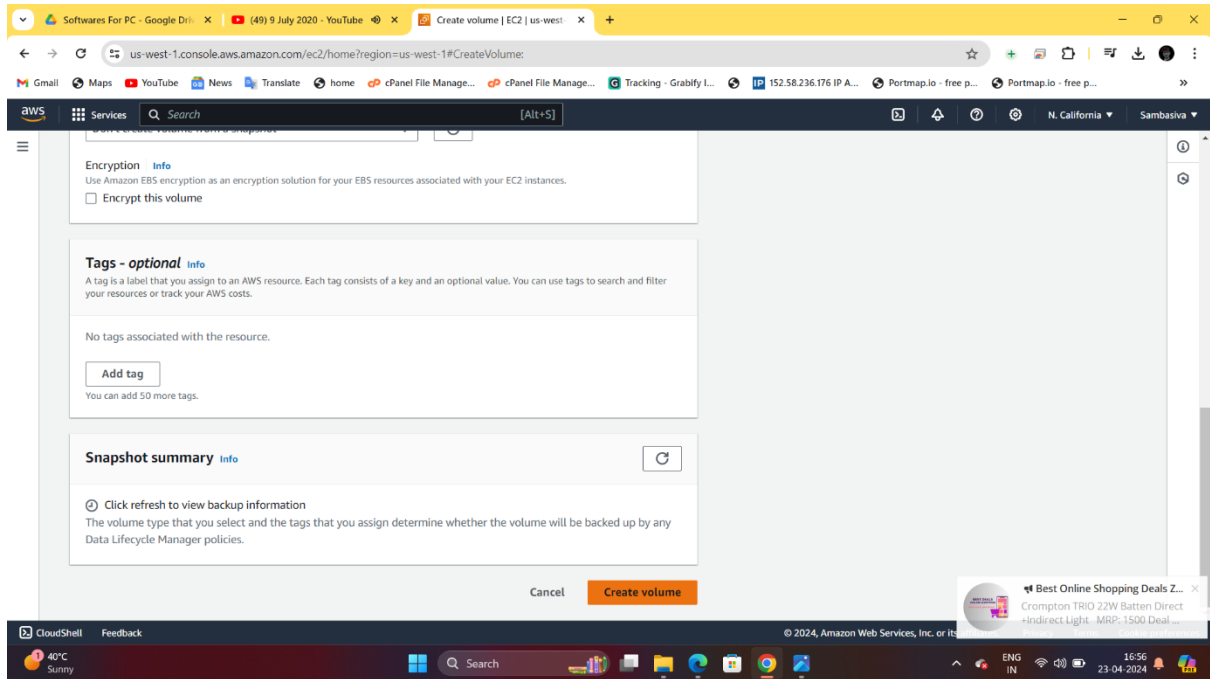 Softwares For PC - Google Driv
(49) 9 July 2020 - YouTube
Create volume | EC2 | us-west-
us-west-1.console.aws.amazon.com/ec2/home?region=us-west-1#CreateVolume:
Gmail Maps YouTube News Translate home cPanel File Manage... cPanel File Manage... Tracking - Grabify I... IP 152.58.236.176 IP A... Portmap.io - free p... Portmap.io - free p... »
aws Services Search [Alt+S] N. California ▼ Sambasiva ▼
Don't create volume from a snapshot
Encryption Info
Use Amazon EBS encryption as an encryption solution for your EBS resources associated with your EC2 instances.
Encrypt this volume
Tags - optional Info
A tag is a label that you assign to an AWS resource. Each tag consists of a key and an optional value. You can use tags to search and filter
your resources or track your AWS costs.
No tags associated with the resource.
Add tag
You can add 50 more tags.
Snapshot summary Info
Click refresh to view backup information
The volume type that you select and the tags that you assign determine whether the volume will be backed up by any
Data Lifecycle Manager policies.
Cancel Create volume
Best Online Shopping Deals Z...
Crompton TRIO 22W Batten Direct
+Indirect Light MRP: 1500 Deal ...
CloudShell Feedback © 2024, Amazon Web Services, Inc. or its
1 40°C
Sunny
Search
ENG
IN
16:56
23-04-2024